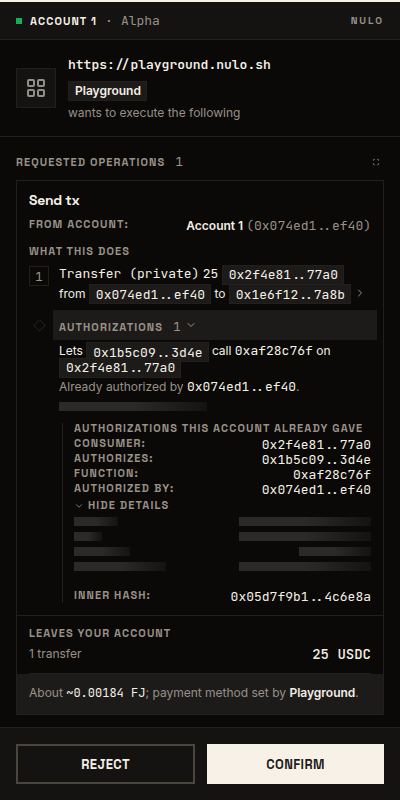 ACCOUNT 1 · Alpha
NULO
https://playground.nulo.sh
Playground
wants to execute the following
REQUESTED OPERATIONS 1
Send tx
FROM ACCOUNT: Account 1 (0x074ed1..ef40)
WHAT THIS DOES
1 Transfer (private) 25 0x2f4e81..77a0
from 0x074ed1..ef40 to 0x1e6f12..7a8b
AUTHORIZATIONS 1
Lets 0x1b5c09..3d4e call 0xaf28c76f on
0x2f4e81..77a0
Already authorized by 0x074ed1..ef40.
AUTHORIZATIONS THIS ACCOUNT ALREADY GAVE
CONSUMER: 0x2f4e81..77a0
AUTHORIZES: 0x1b5c09..3d4e
FUNCTION: 0xaf28c76f
AUTHORIZED BY: 0x074ed1..ef40
HIDE DETAILS
INNER HASH: 0x05d7f9b1..4c6e8a
LEAVES YOUR ACCOUNT
1 transfer 25 USDC
About ~0.00184 FJ; payment method set by Playground.
REJECT
CONFIRM